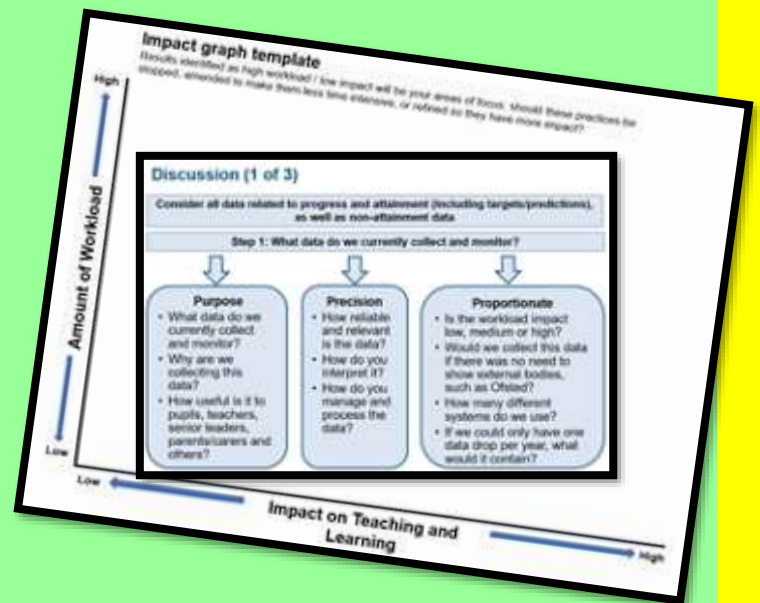 Impact graph template
Results identified as high workload / low impact will be your areas of focus: should these practices be
stopped, amended to make them less time intensive, or refined so they have more impact?
High
Amount of Workload
Low
Discussion (1 of 3)
Consider all data related to progress and attainment (including targets/predictions),
as well as non-attainment data
Step 1: What data do we currently collect and monitor?
Purpose
• What data do we
currently collect
and monitor?
• Why are we
collecting this
data?
• How useful is it to
pupils, teachers,
senior leaders,
parents/carers and
others?
Precision
• How reliable
and relevant
is the data?
• How do you
interpret it?
• How do you
manage and
process the
data?
Proportionate
• Is the workload impact
low, medium or high?
• Would we collect this data
if there was no need to
show external bodies,
such as Ofsted?
• How many different
systems do we use?
• If we could only have one
data drop per year, what
would it contain?
Low
Impact on Teaching and
Learning
High